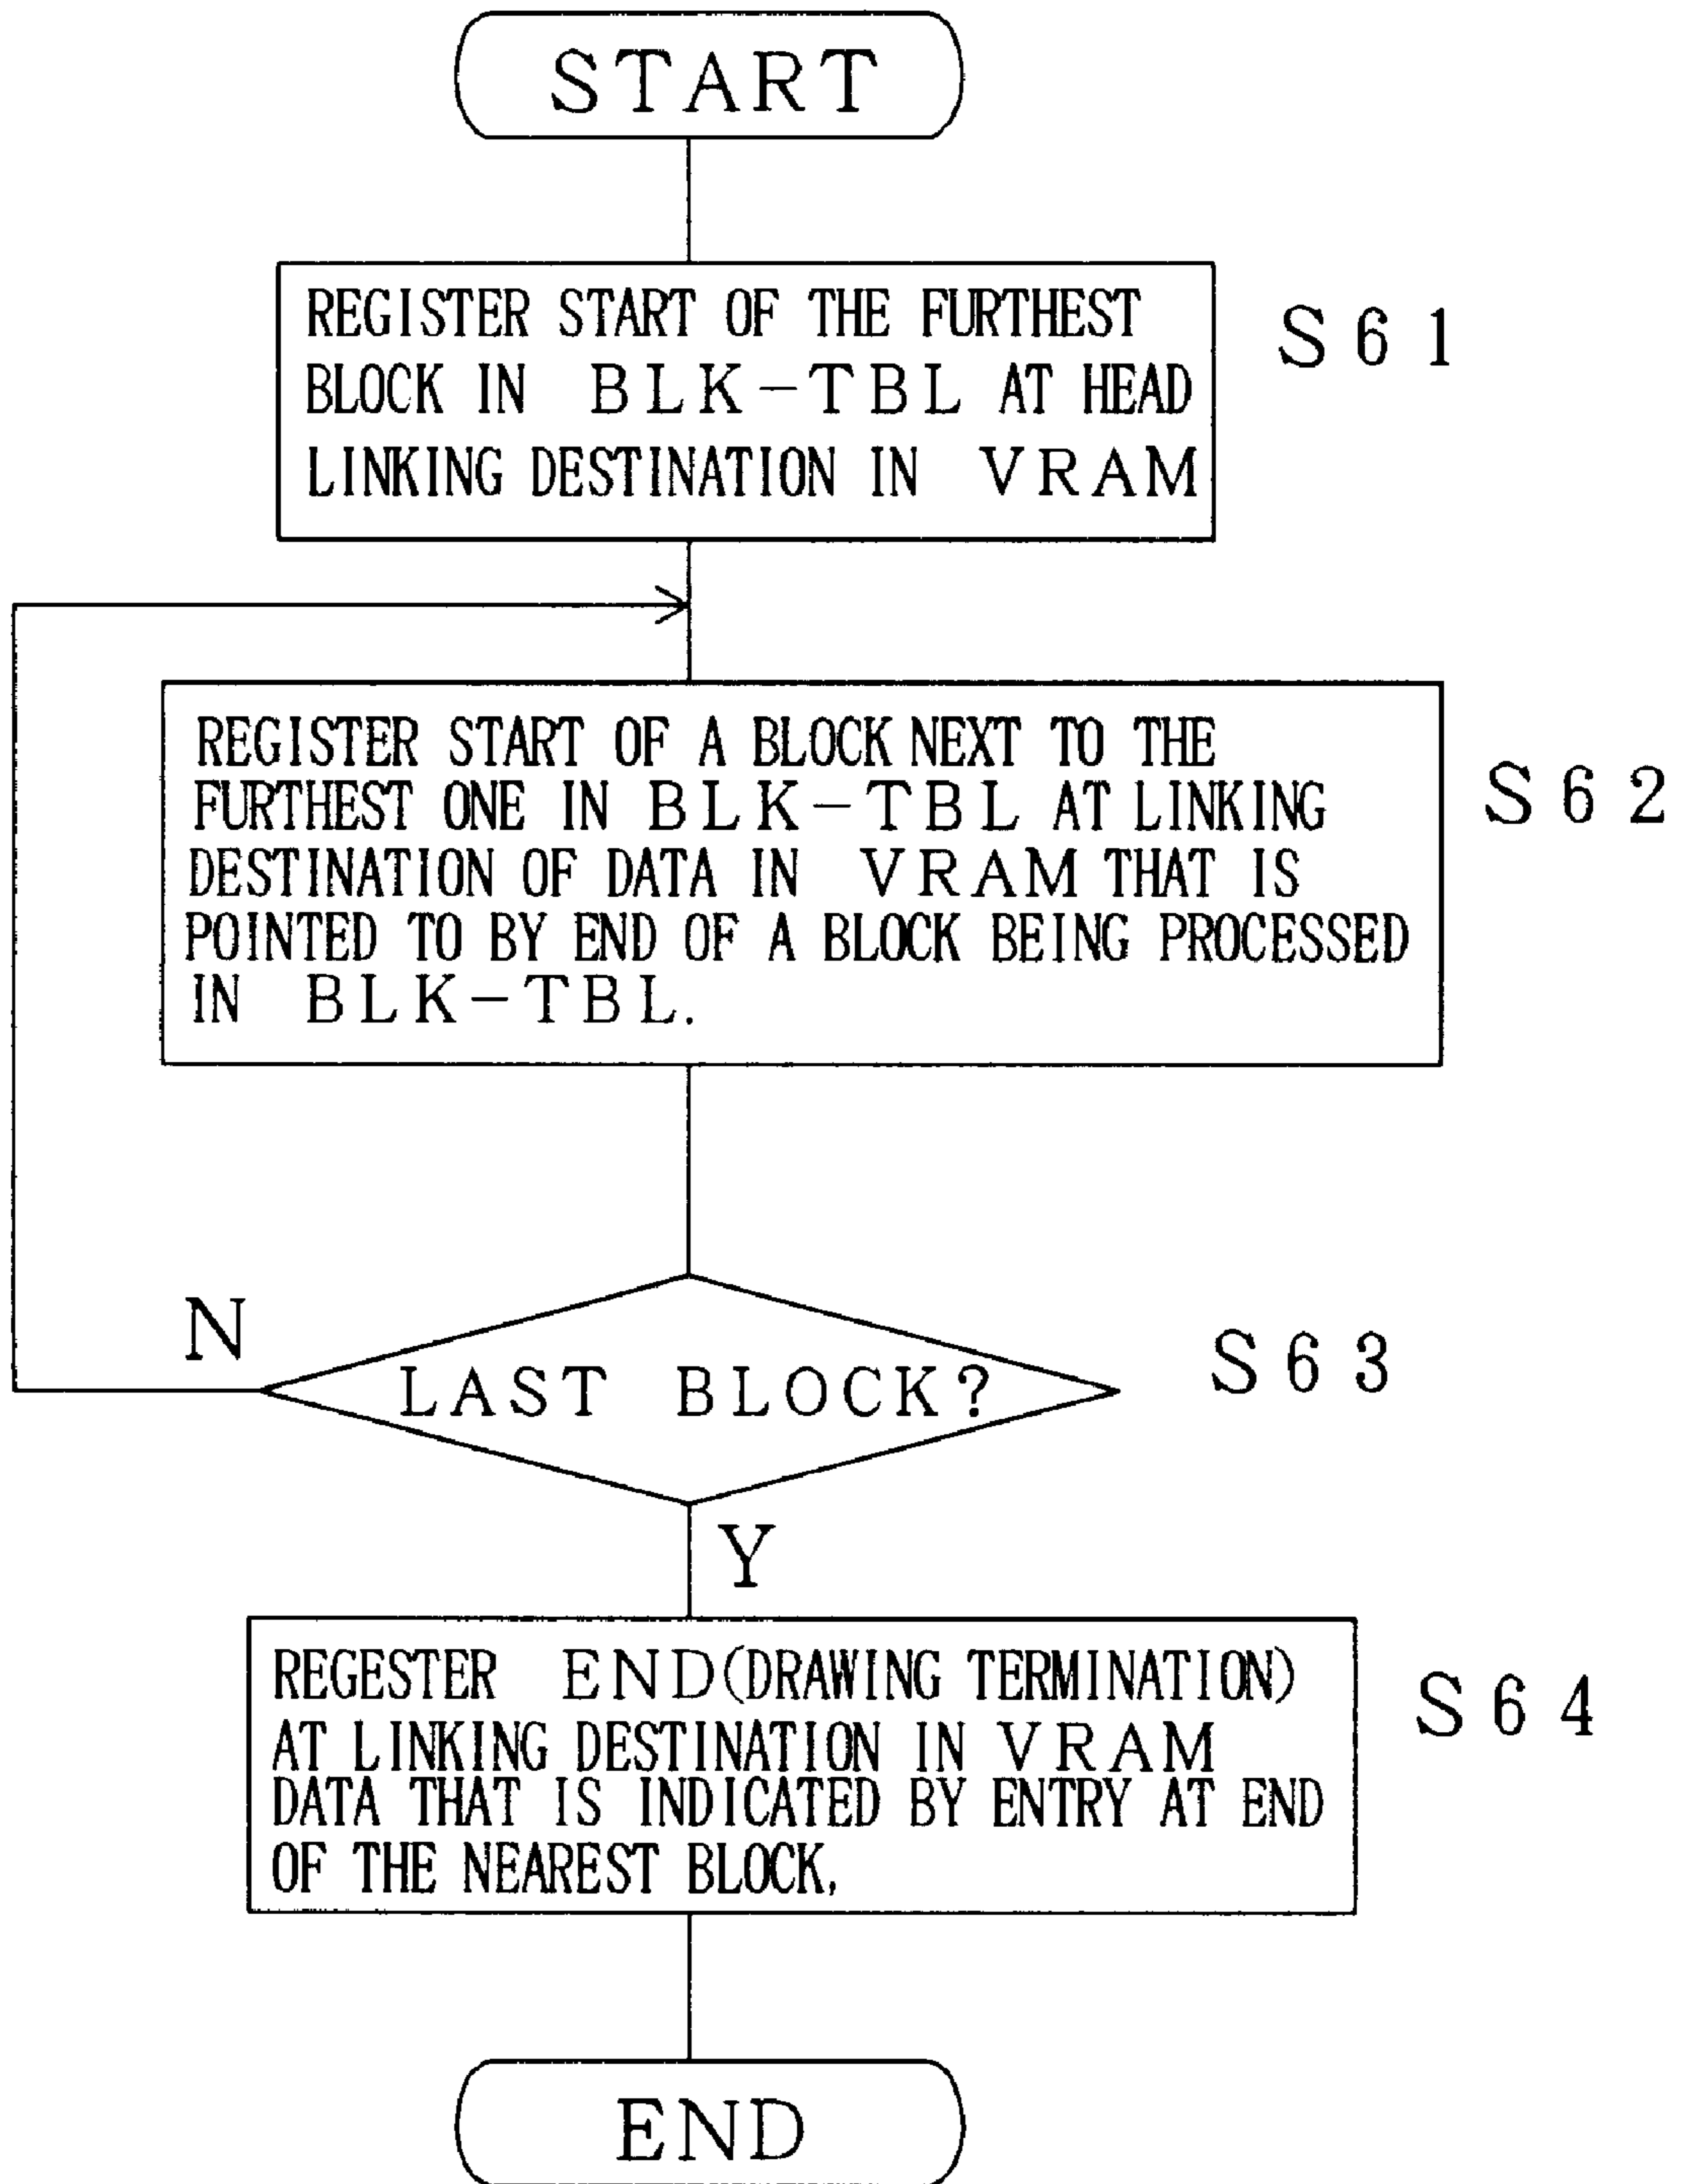 START
REGISTER START OF THE FURTHEST
BLOCK IN BLK-TBL AT HEAD
LINKING DESTINATION IN VRAM
S61
REGISTER START OF A BLOCK NEXT TO THE
FURTHEST ONE IN BLK-TBL AT LINKING
DESTINATION OF DATA IN VRAM THAT IS
POINTED TO BY END OF A BLOCK BEING PROCESSED
IN BLK-TBL.
S62
N
LAST BLOCK?
S63
Y
REGESTER END(DRAWING TERMINATION)
AT LINKING DESTINATION IN VRAM
DATA THAT IS INDICATED BY ENTRY AT END
OF THE NEAREST BLOCK,
S64
END